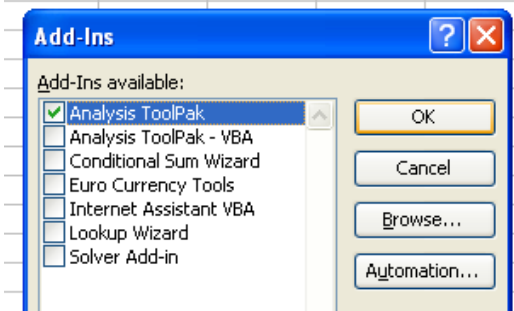 Add-Ins
?
Add-Ins available:
Analysis ToolPak
Analysis ToolPak - VBA
Conditional Sum Wizard
Euro Currency Tools
Internet Assistant VBA
Lookup Wizard
Solver Add-in
OK
Cancel
Browse...
Automation...